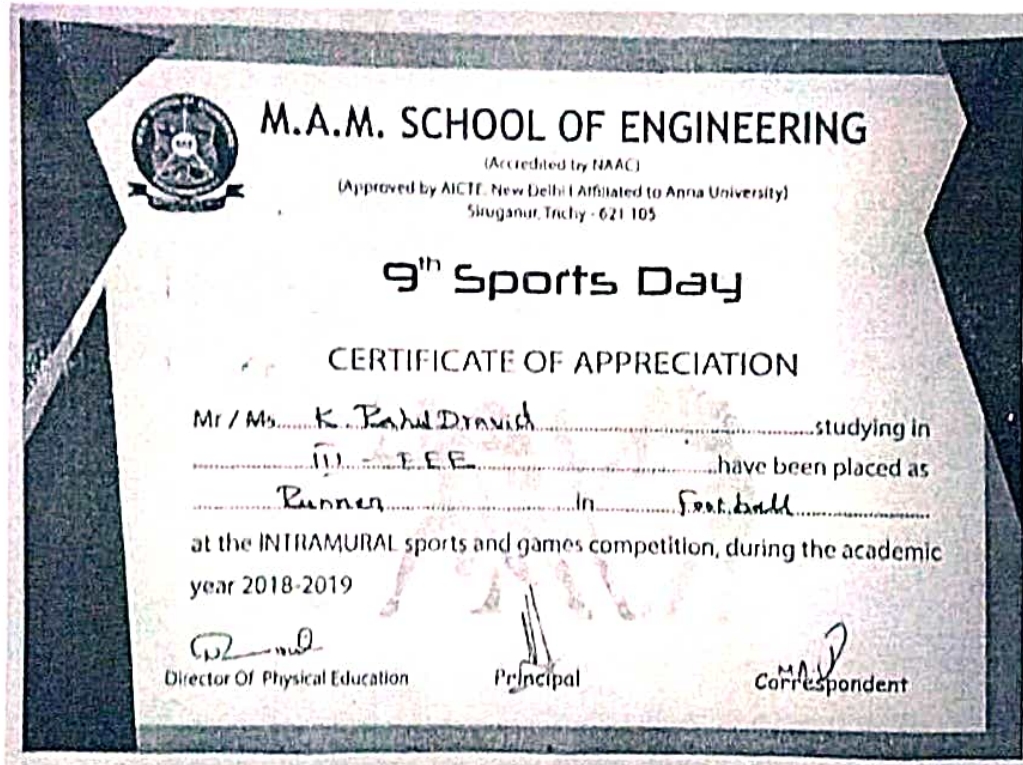 M.A.M. SCHOOL OF ENGINEERING
(Accredited by NAAC)
(Approved by AICTE, New Delhi | Affiliated to Anna University)
Siruganur, Trichy - 621 105
9th Sports Day
CERTIFICATE OF APPRECIATION
Mr / Ms. K. Rahul Dravid studying in
III - EEE have been placed as
Runner in Football
at the INTRAMURAL sports and games competition, during the academic
year 2018-2019
Director Of Physical Education Principal Correspondent